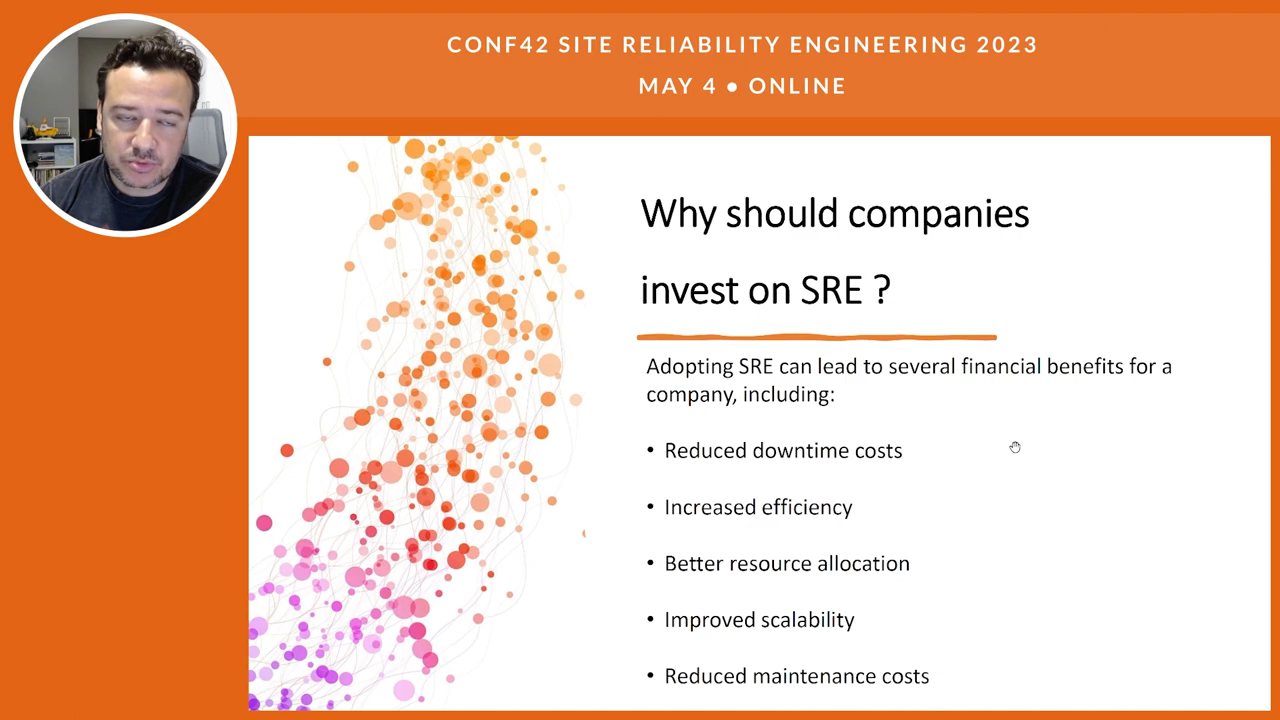 CONF42 SITE RELIABILITY ENGINEERING 2023
MAY 4 • ONLINE
Why should companies
invest on SRE ?
Adopting SRE can lead to several financial benefits for a
company, including:
• Reduced downtime costs
• Increased efficiency
• Better resource allocation
• Improved scalability
• Reduced maintenance costs